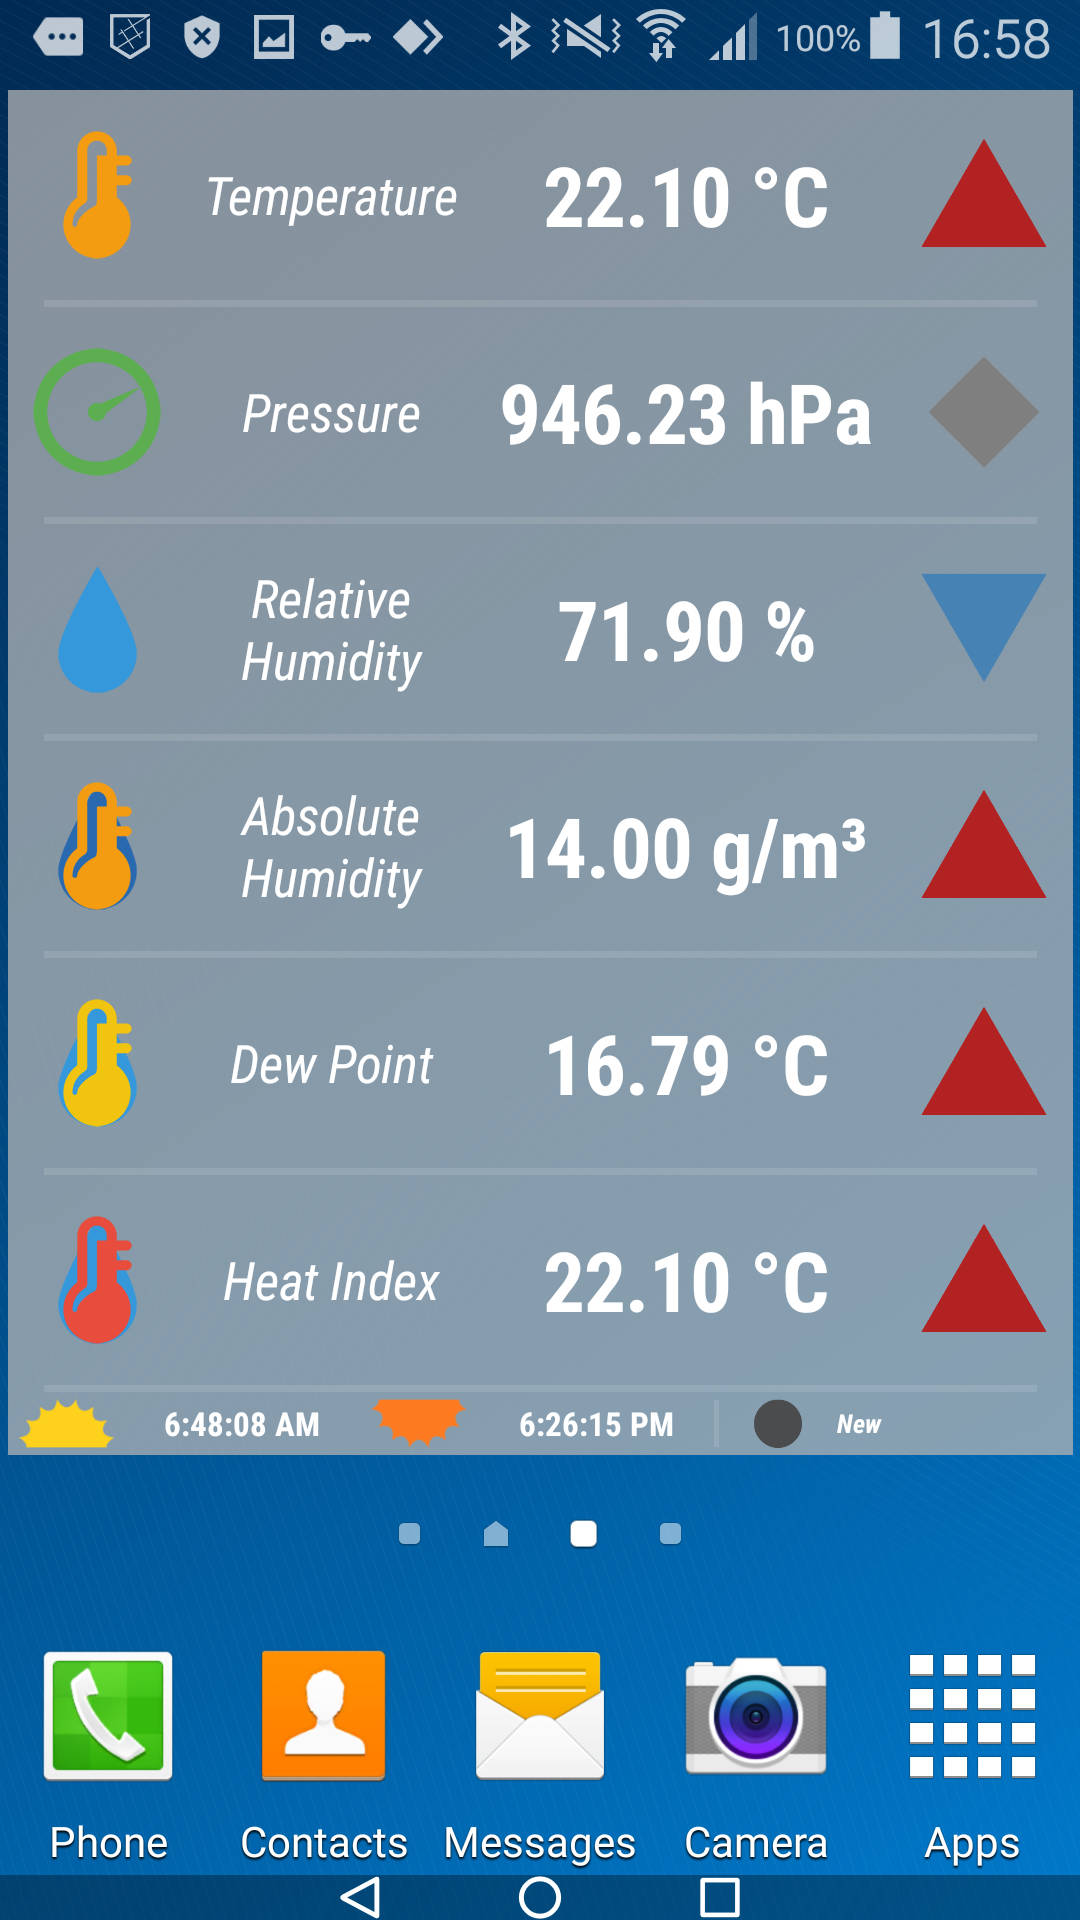 100% 16:58
Temperature 22.10 °C
Pressure 946.23 hPa
Relative
Humidity 71.90 %
Absolute
Humidity 14.00 g/m³
Dew Point 16.79 °C
Heat Index 22.10 °C
6:48:08 AM 6:26:15 PM New
Phone Contacts Messages Camera Apps